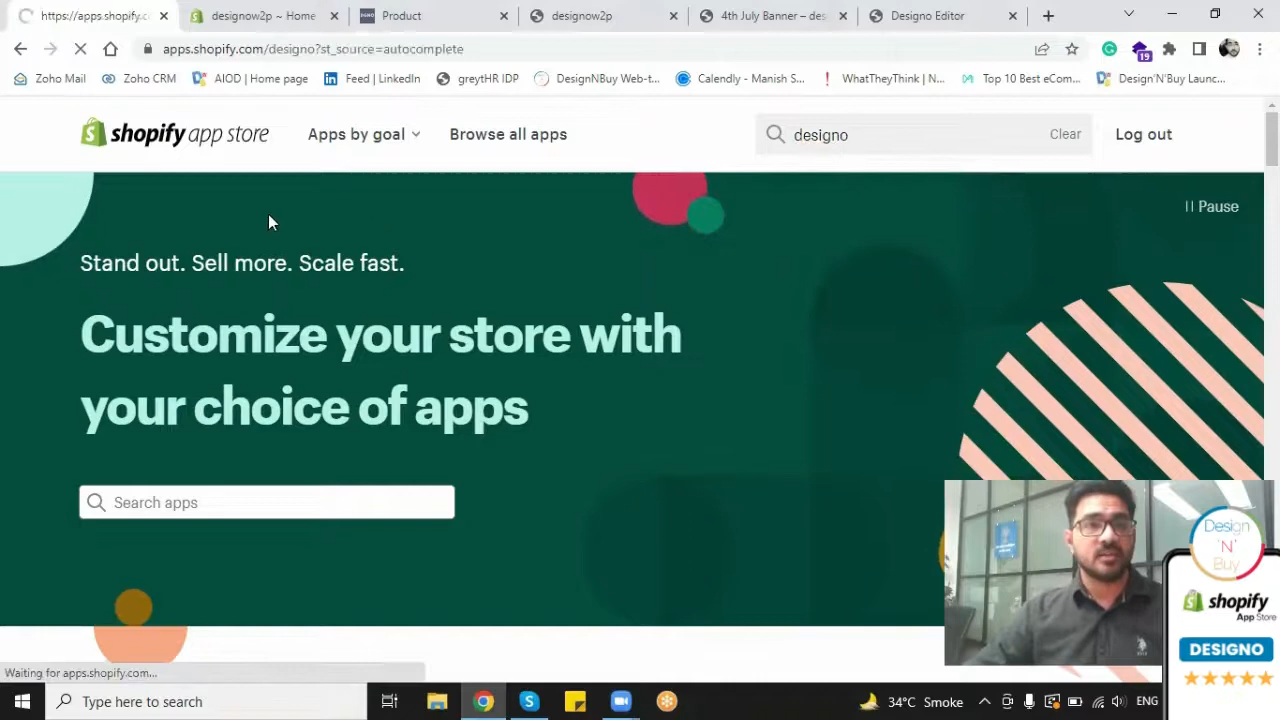 https://apps.shopify.c
designow2p ~ Home
Product
designow2p
4th July Banner – des
Designo Editor
apps.shopify.com/designo?st_source=autocomplete
19
Zoho Mail
Zoho CRM
AIOD | Home page
Feed | LinkedIn
greytHR IDP
DesignNBuy Web-t...
Calendly - Manish S...
WhatTheyThink | N...
Top 10 Best eCom...
Design'N'Buy Launc...
shopify app store
Apps by goal
Browse all apps
designo
Clear
Log out
Pause
Stand out. Sell more. Scale fast.
Customize your store with
your choice of apps
Search apps
Design
'N'
Buy
shopify
App Store
DESIGNO
Waiting for apps.shopify.com...
Type here to search
34°C Smoke
ENG